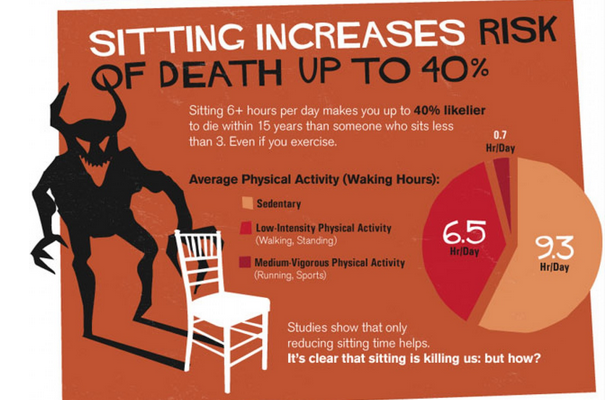 SITTING INCREASES RISK
OF DEATH UP TO 40%
Sitting 6+ hours per day makes you up to 40% likelier
to die within 15 years than someone who sits less
than 3. Even if you exercise.
Average Physical Activity (Waking Hours):
Sedentary
Low-Intensity Physical Activity
(Walking, Standing)
Medium-Vigorous Physical Activity
(Running, Sports)
0.7
Hr/Day
6.5
Hr/Day
9.3
Hr/Day
Studies show that only
reducing sitting time helps.
It's clear that sitting is killing us: but how?